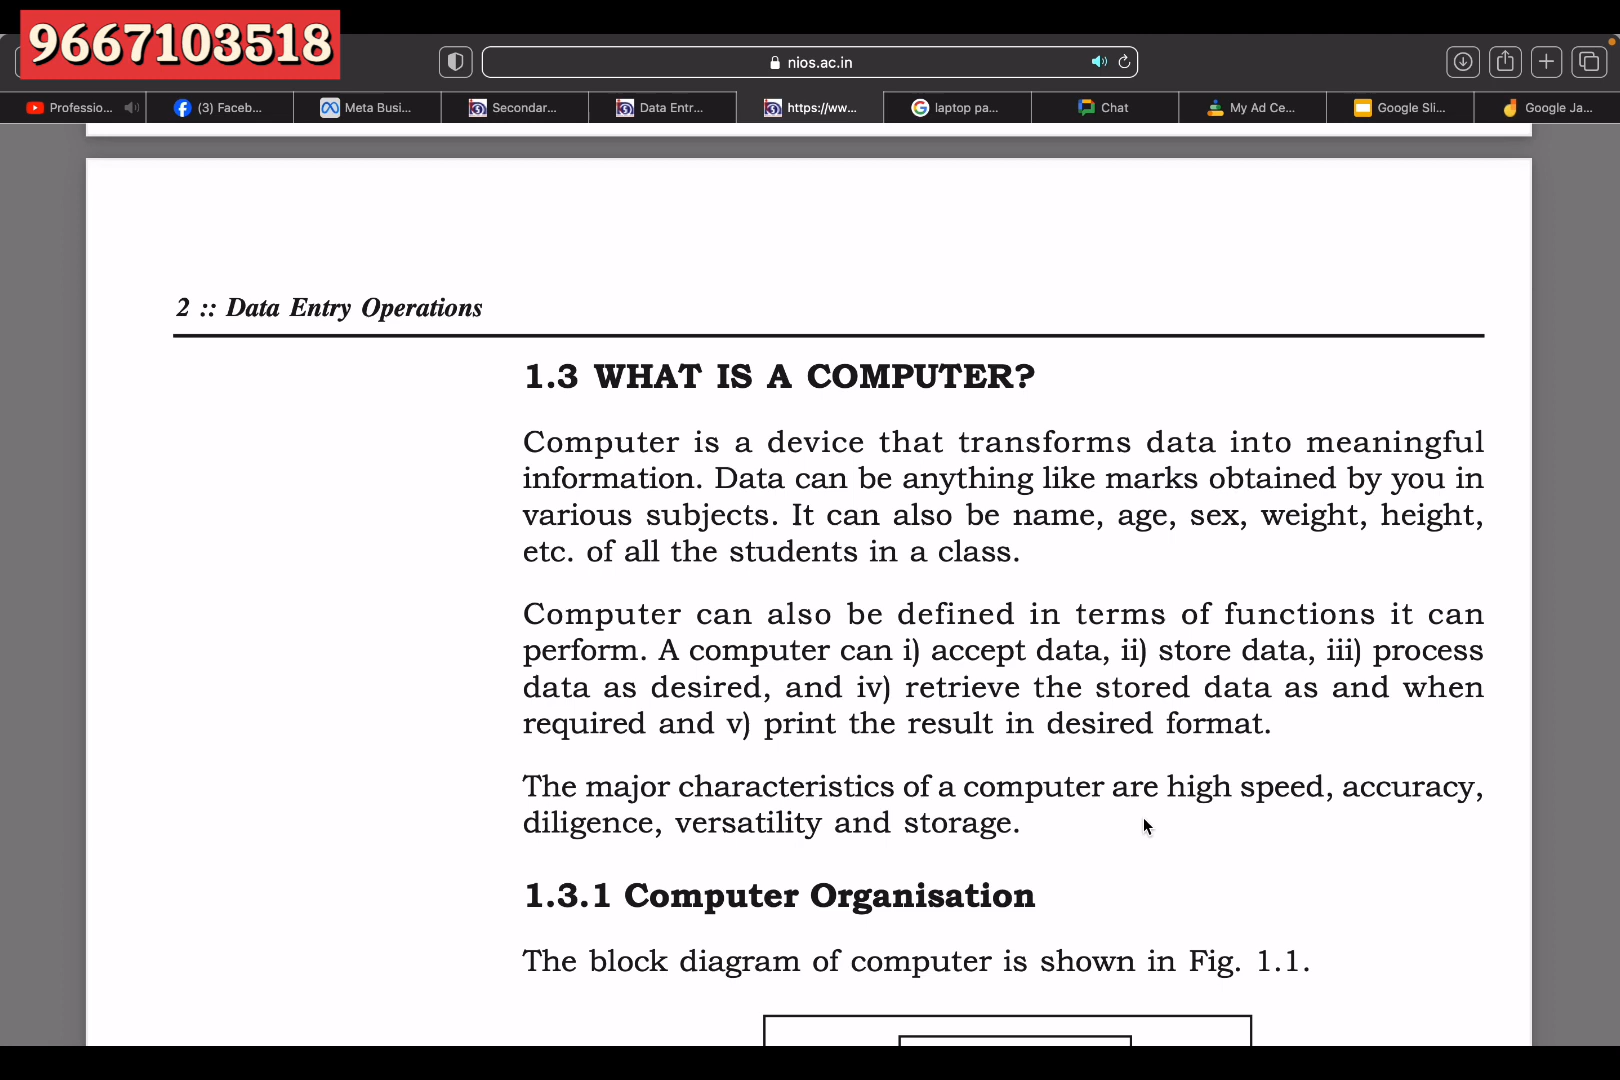 9667103518
nios.ac.in
Professio...
(3) Faceb...
Meta Busi...
Secondar...
Data Entr...
https://ww...
laptop pa...
Chat
My Ad Ce...
Google Sli...
Google Ja...
2 :: Data Entry Operations
1.3 WHAT IS A COMPUTER?
Computer is a device that transforms data into meaningful
information. Data can be anything like marks obtained by you in
various subjects. It can also be name, age, sex, weight, height,
etc. of all the students in a class.
Computer can also be defined in terms of functions it can
perform. A computer can i) accept data, ii) store data, iii) process
data as desired, and iv) retrieve the stored data as and when
required and v) print the result in desired format.
The major characteristics of a computer are high speed, accuracy,
diligence, versatility and storage.
1.3.1 Computer Organisation
The block diagram of computer is shown in Fig. 1.1.